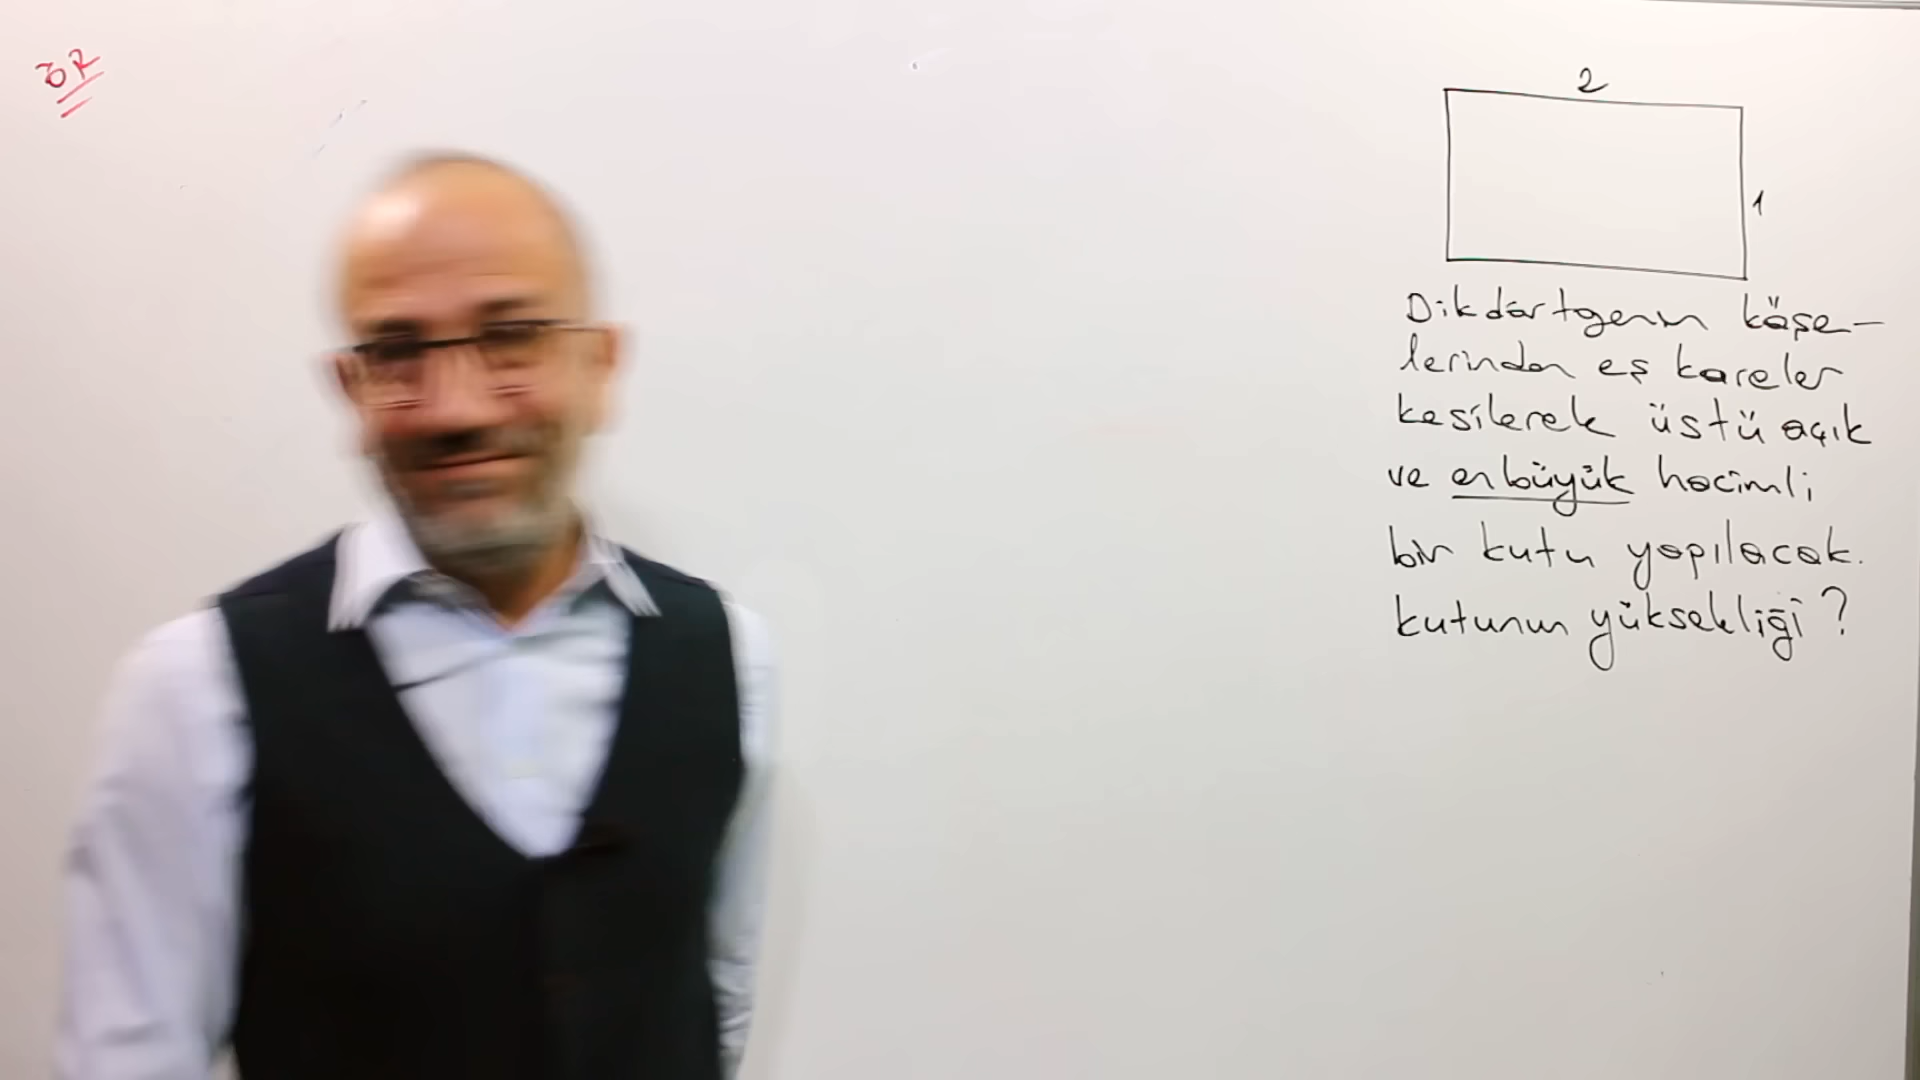 ÖR
2
1
Dikdörtgenin köşe-
lerinden eş kareler
kesilerek üstü açık
ve en büyük hacimli
bir kutu yapılacak.
kutunun yüksekliği ?